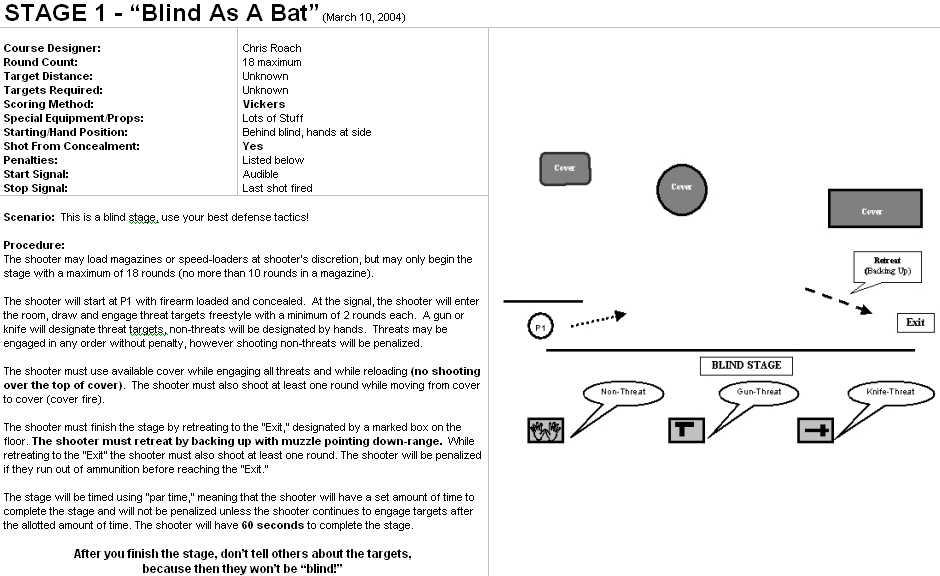 STAGE 1 - “Blind As A Bat” (March 10, 2004)
Course Designer: Chris Roach
Round Count: 18 maximum
Target Distance: Unknown
Targets Required: Unknown
Scoring Method: Vickers
Special Equipment/Props: Lots of Stuff
Starting/Hand Position: Behind blind, hands at side
Shot From Concealment: Yes
Penalties: Listed below
Start Signal: Audible
Stop Signal: Last shot fired
Scenario: This is a blind stage, use your best defense tactics!
Procedure:
The shooter may load magazines or speed-loaders at shooter's discretion, but may only begin the
stage with a maximum of 18 rounds (no more than 10 rounds in a magazine).
The shooter will start at P1 with firearm loaded and concealed. At the signal, the shooter will enter
the room, draw and engage threat targets freestyle with a minimum of 2 rounds each. A gun or
knife will designate threat targets, non-threats will be designated by hands. Threats may be
engaged in any order without penalty, however shooting non-threats will be penalized.
The shooter must use available cover while engaging all threats and while reloading (no shooting
over the top of cover). The shooter must also shoot at least one round while moving from cover
to cover (cover fire).
The shooter must finish the stage by retreating to the "Exit," designated by a marked box on the
floor. The shooter must retreat by backing up with muzzle pointing down-range. While
retreating to the "Exit" the shooter must also shoot at least one round. The shooter will be penalized
if they run out of ammunition before reaching the "Exit."
The stage will be timed using "par time," meaning that the shooter will have a set amount of time to
complete the stage and will not be penalized unless the shooter continues to engage targets after
the allotted amount of time. The shooter will have 60 seconds to complete the stage.
After you finish the stage, don't tell others about the targets,
because then they won't be “blind!”
Cover
Cover
Cover
Retreat
(Backing Up)
P1
Exit
BLIND STAGE
Non-Threat
Gun-Threat
Knife-Threat